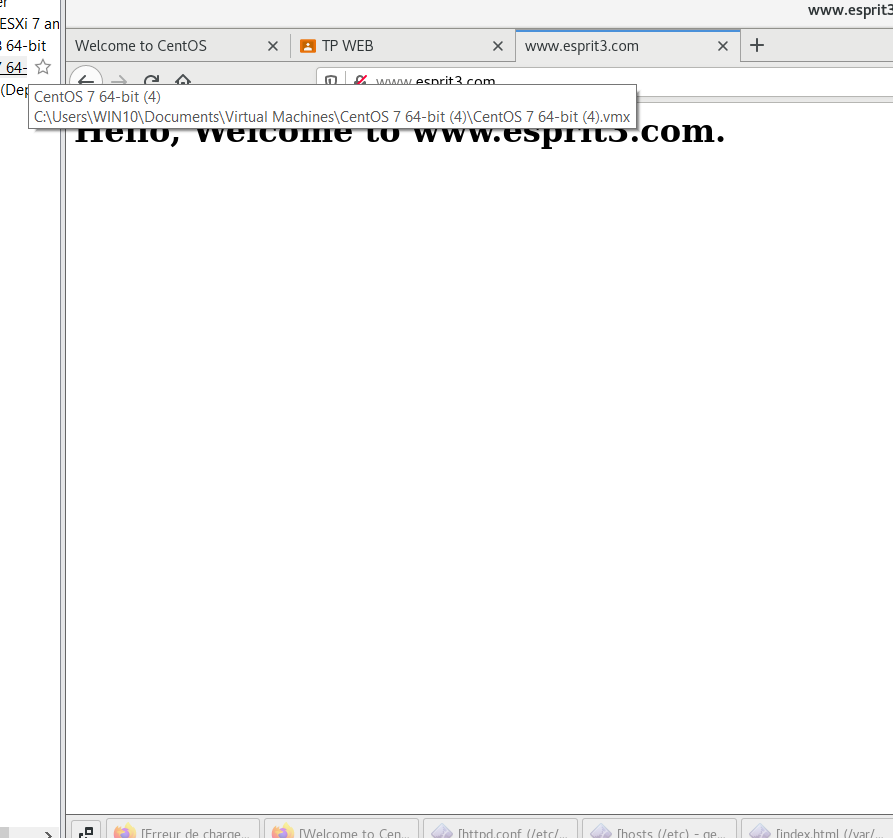 www.esprit3
ESXi 7 an
64-bit
Welcome to CentOS
TP WEB
www.esprit3.com
7 64-
www.esprit3.com
(Dep
CentOS 7 64-bit (4)
C:\Users\WIN10\Documents\Virtual Machines\CentOS 7 64-bit (4)\CentOS 7 64-bit (4).vmx
Hello, Welcome to www.esprit3.com.
[Erreur de charge...
[Welcome to Cen...
[httpd.conf (/etc/...
[hosts (/etc) - ge...
[index.html (/var/...